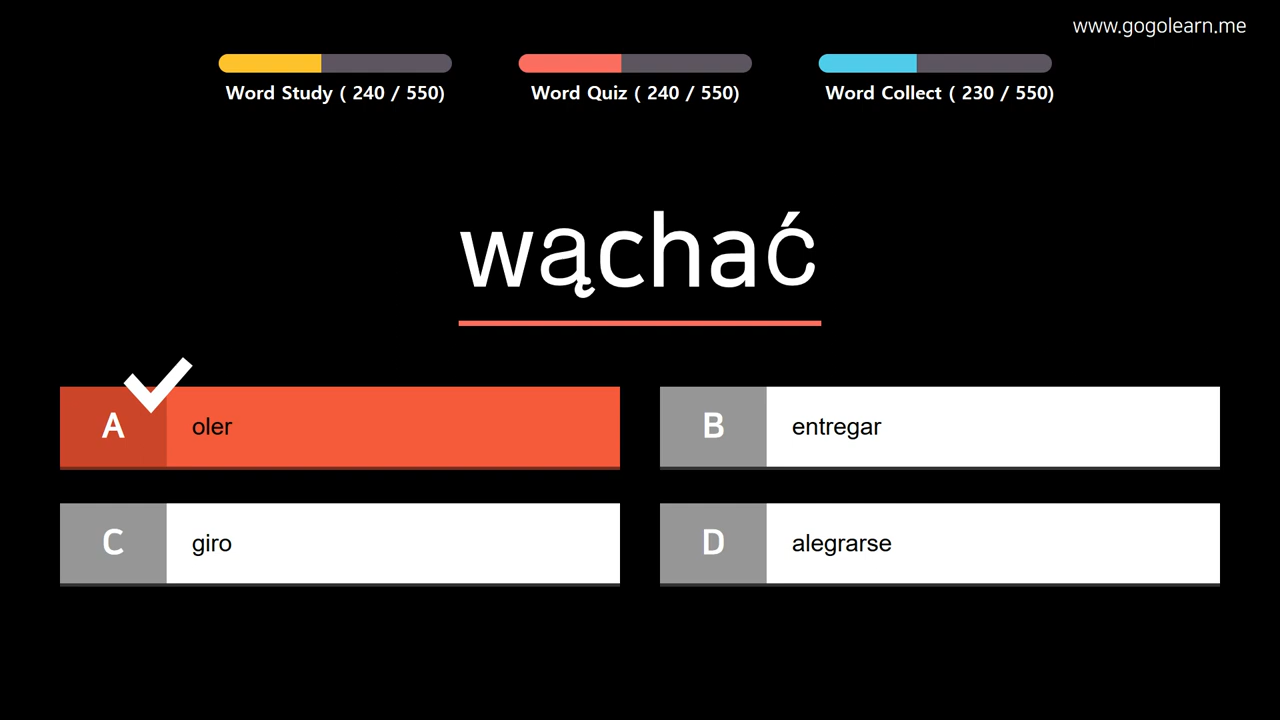 www.gogolearn.me
Word Study ( 240 / 550)
Word Quiz ( 240 / 550)
Word Collect ( 230 / 550)
wąchać
A oler
B entregar
C giro
D alegrarse